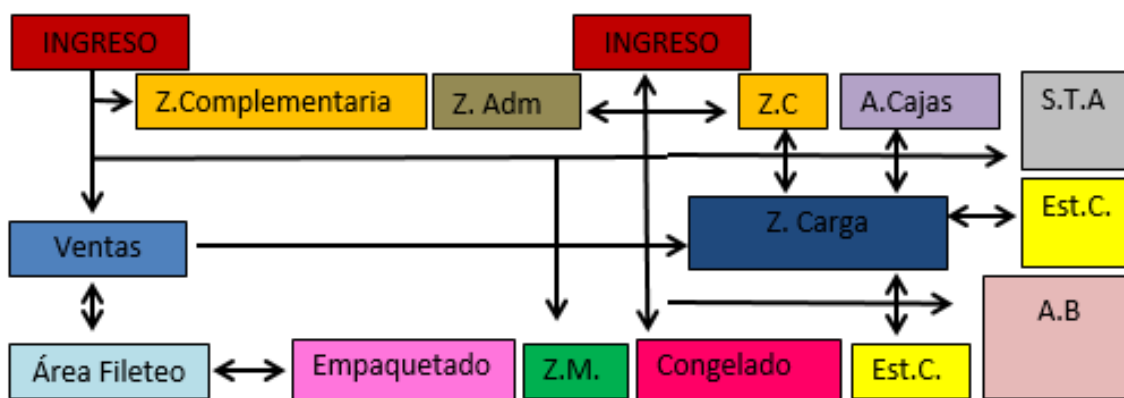 INGRESO
INGRESO
Z.Complementaria
Z. Adm
Z.C
A.Cajas
S.T.A
Ventas
Z. Carga
Est.C.
A.B
Área Fileteo
Empaquetado
Z.M.
Congelado
Est.C.